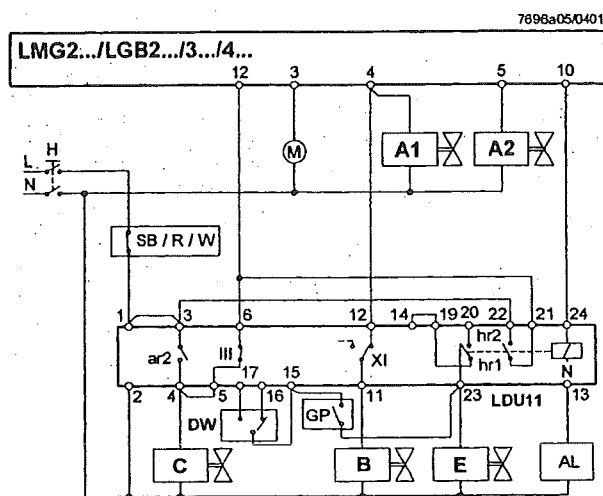 7696a05/0401
LMG2.../LGB2.../3.../4...
12 3 4 5 10
H
L
N
M
A1 A2
SB / R / W
1 3 6 12 14 19 20 22 21 24
ar2 III XI hr2 hr1
N
2 4 5 17 16 15 11 23 LDU11 13
DW GP
C B E AL